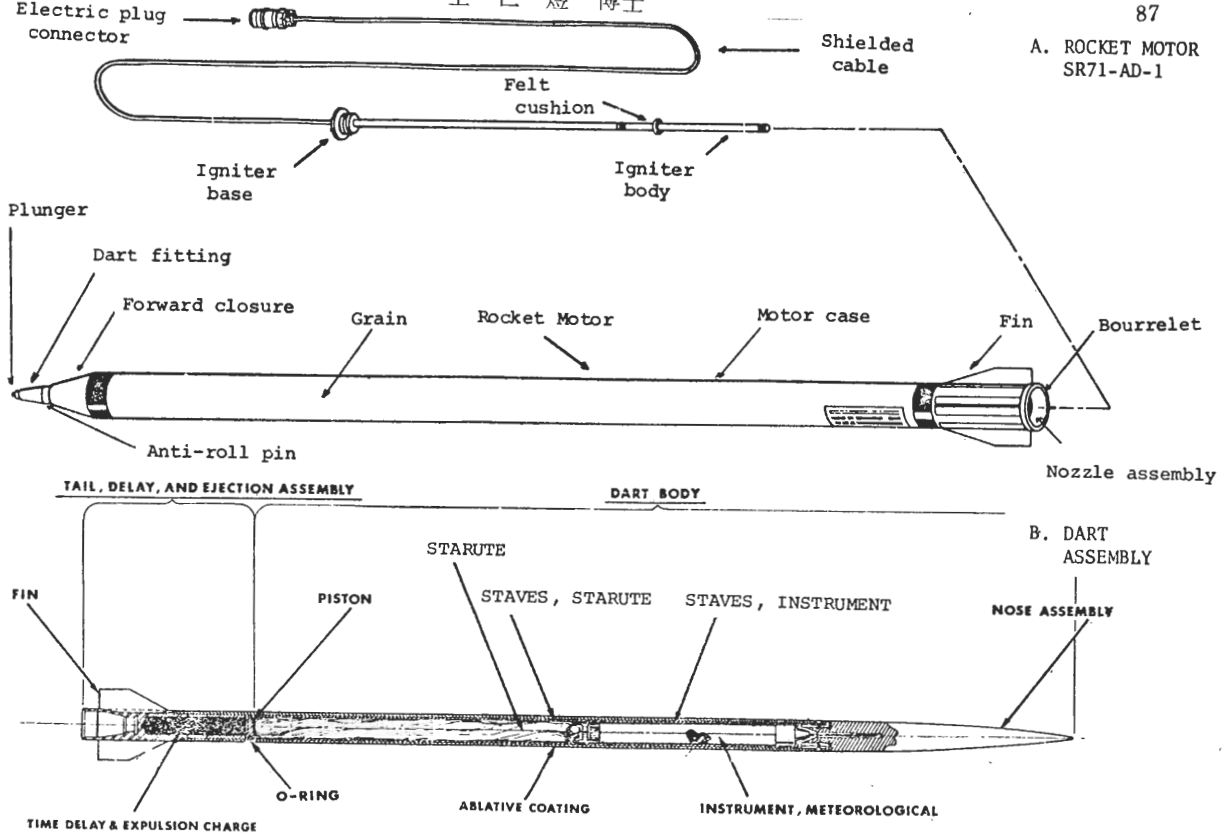 博士
87
Electric plug
connector
Shielded
cable
A. ROCKET MOTOR
SR71-AD-1
Felt
cushion
Igniter
base
Igniter
body
Plunger
Dart fitting
Forward closure
Grain
Rocket Motor
Motor case
Fin
Bourrelet
Anti-roll pin
Nozzle assembly
TAIL, DELAY, AND EJECTION ASSEMBLY
DART BODY
B. DART
ASSEMBLY
STARUTE
FIN
PISTON
STAVES, STARUTE
STAVES, INSTRUMENT
NOSE ASSEMBLY
O-RING
ABLATIVE COATING
INSTRUMENT, METEOROLOGICAL
TIME DELAY & EXPULSION CHARGE